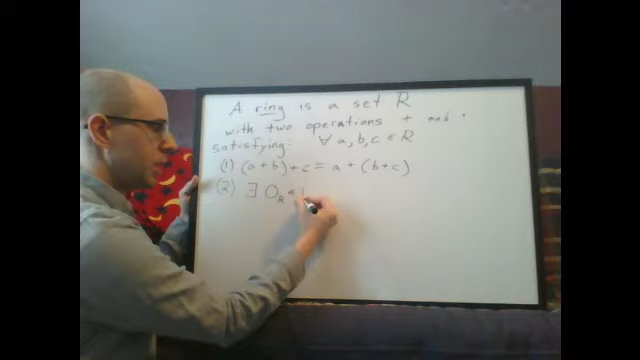 A ring is a set R
with two operations + and ·
satisfying: ∀ a,b,c ∈ R
(1) (a+b)+c = a+(b+c)
(2) ∃ 0_R ∈